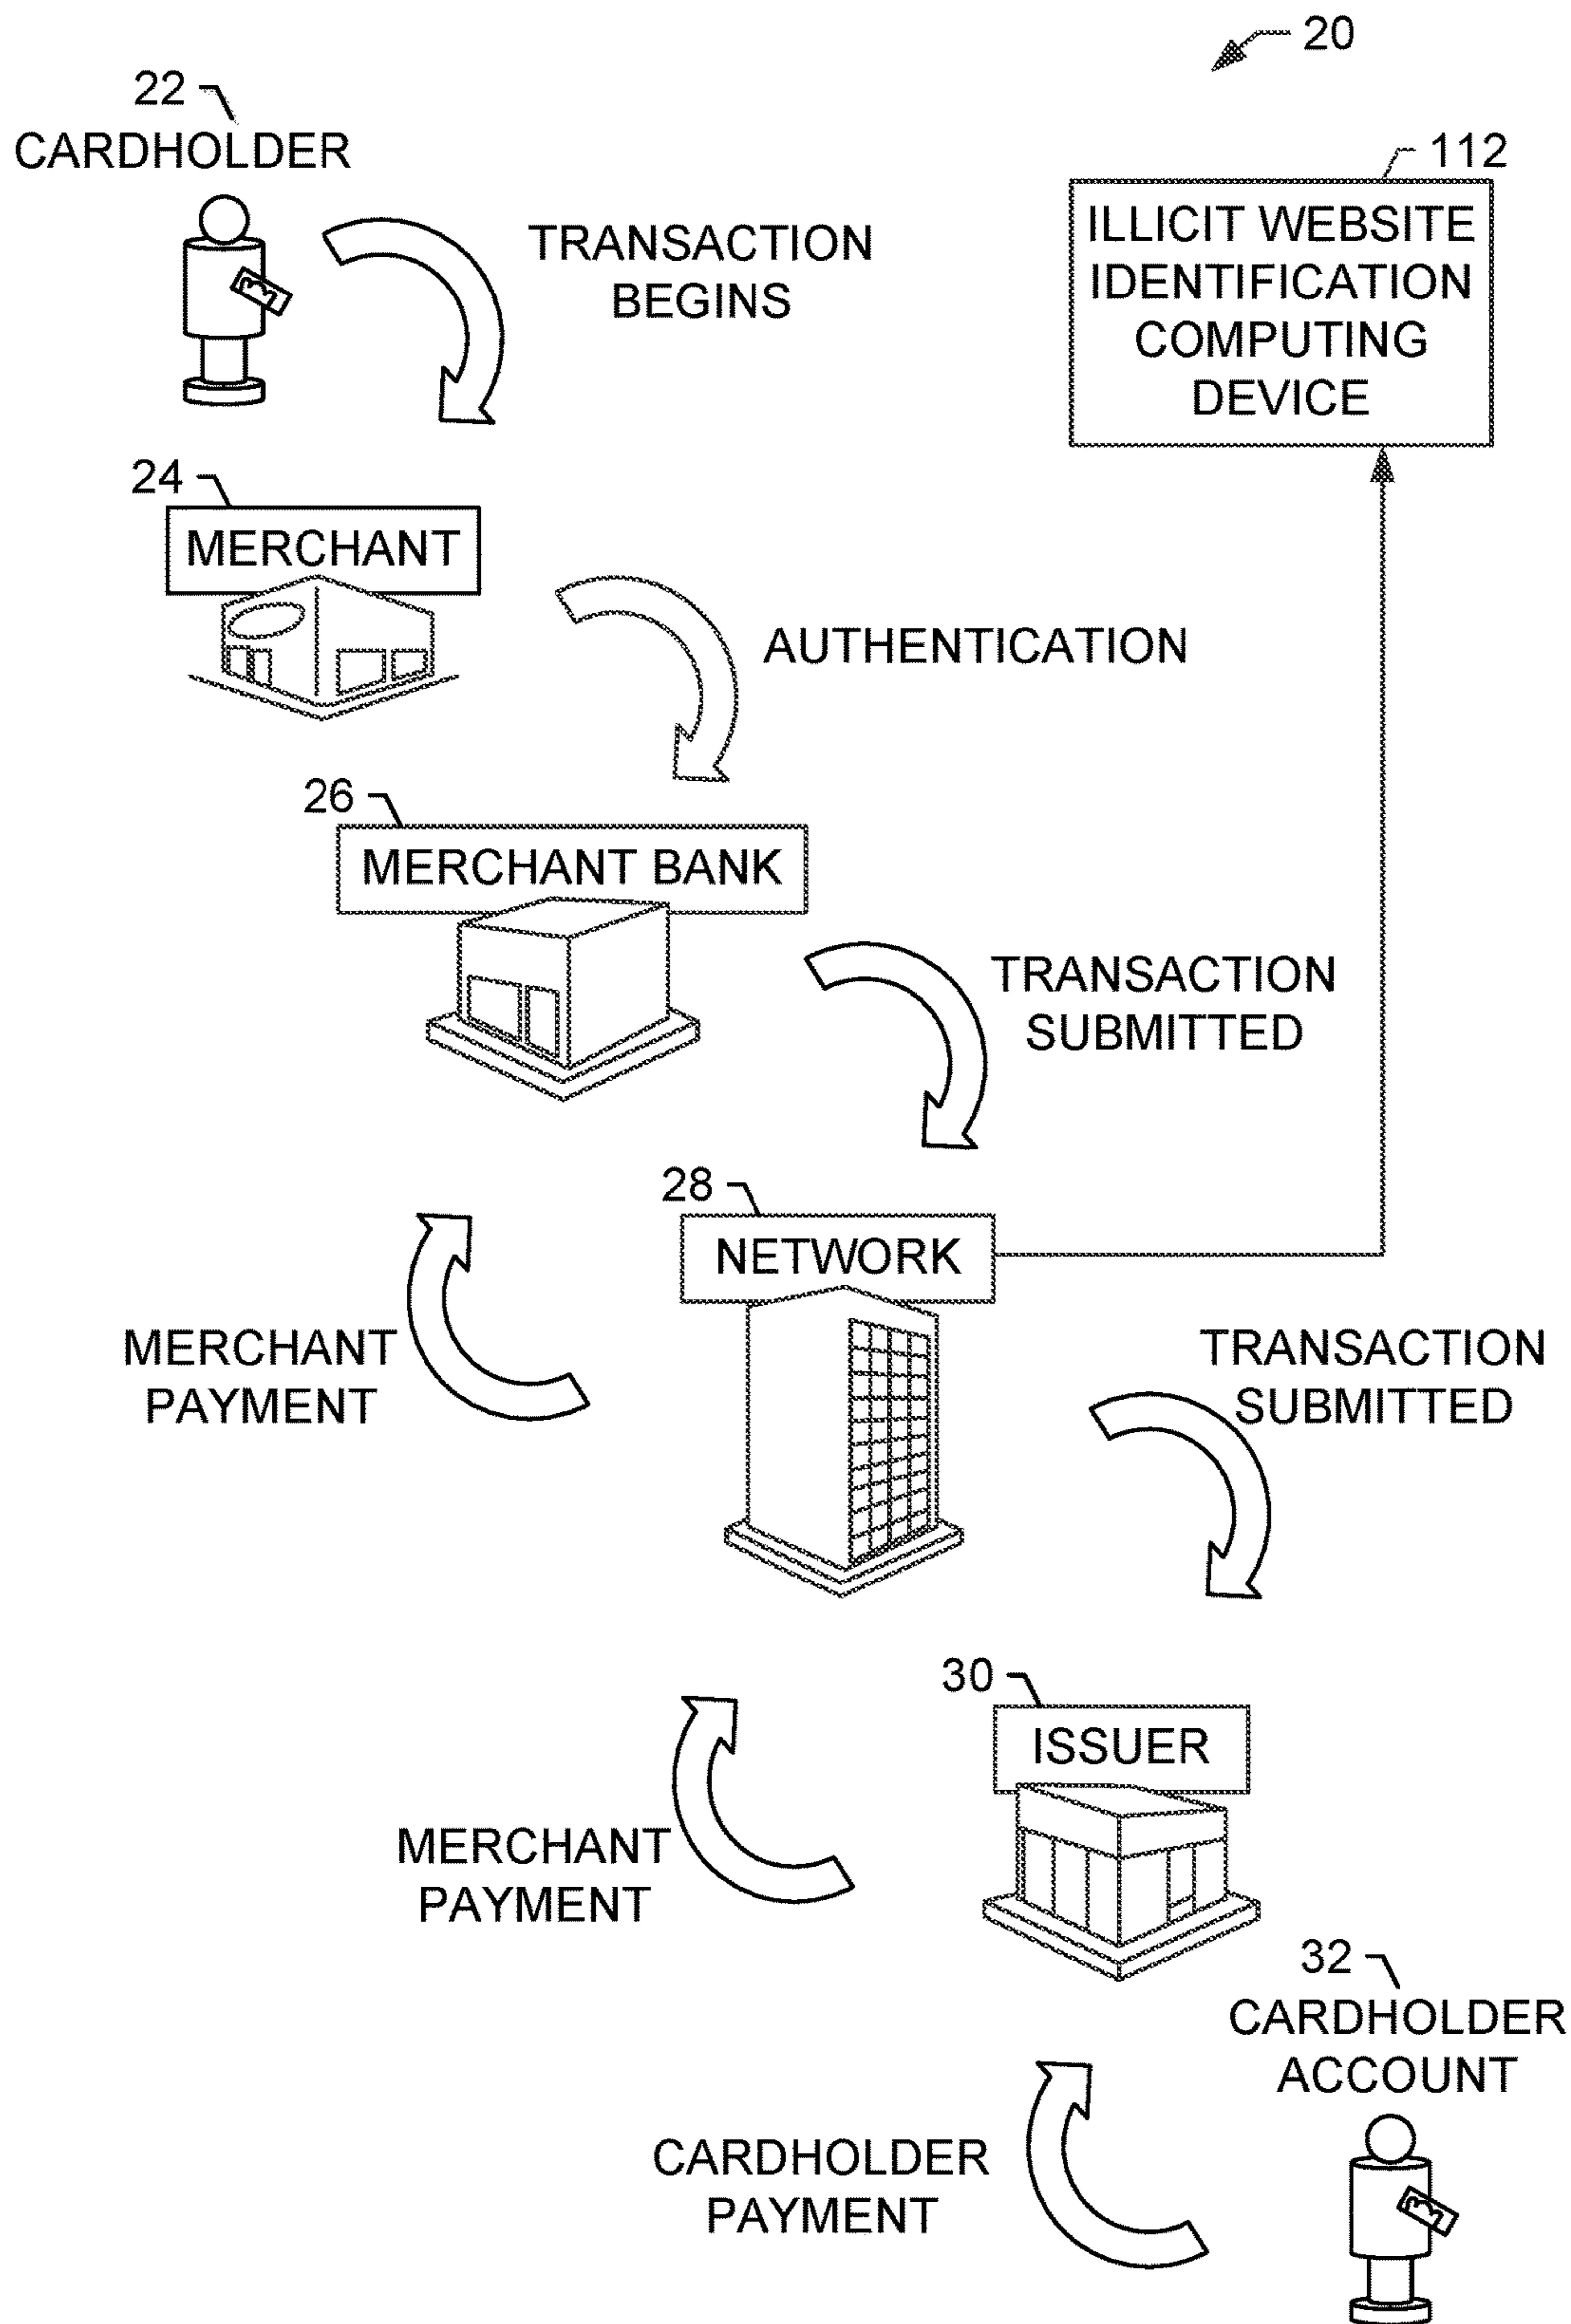 20
22
CARDHOLDER
112
ILLICIT WEBSITE
IDENTIFICATION
COMPUTING
DEVICE
TRANSACTION
BEGINS
24
MERCHANT
AUTHENTICATION
26
MERCHANT BANK
TRANSACTION
SUBMITTED
28
NETWORK
MERCHANT
PAYMENT
TRANSACTION
SUBMITTED
30
ISSUER
MERCHANT
PAYMENT
32
CARDHOLDER
ACCOUNT
CARDHOLDER
PAYMENT